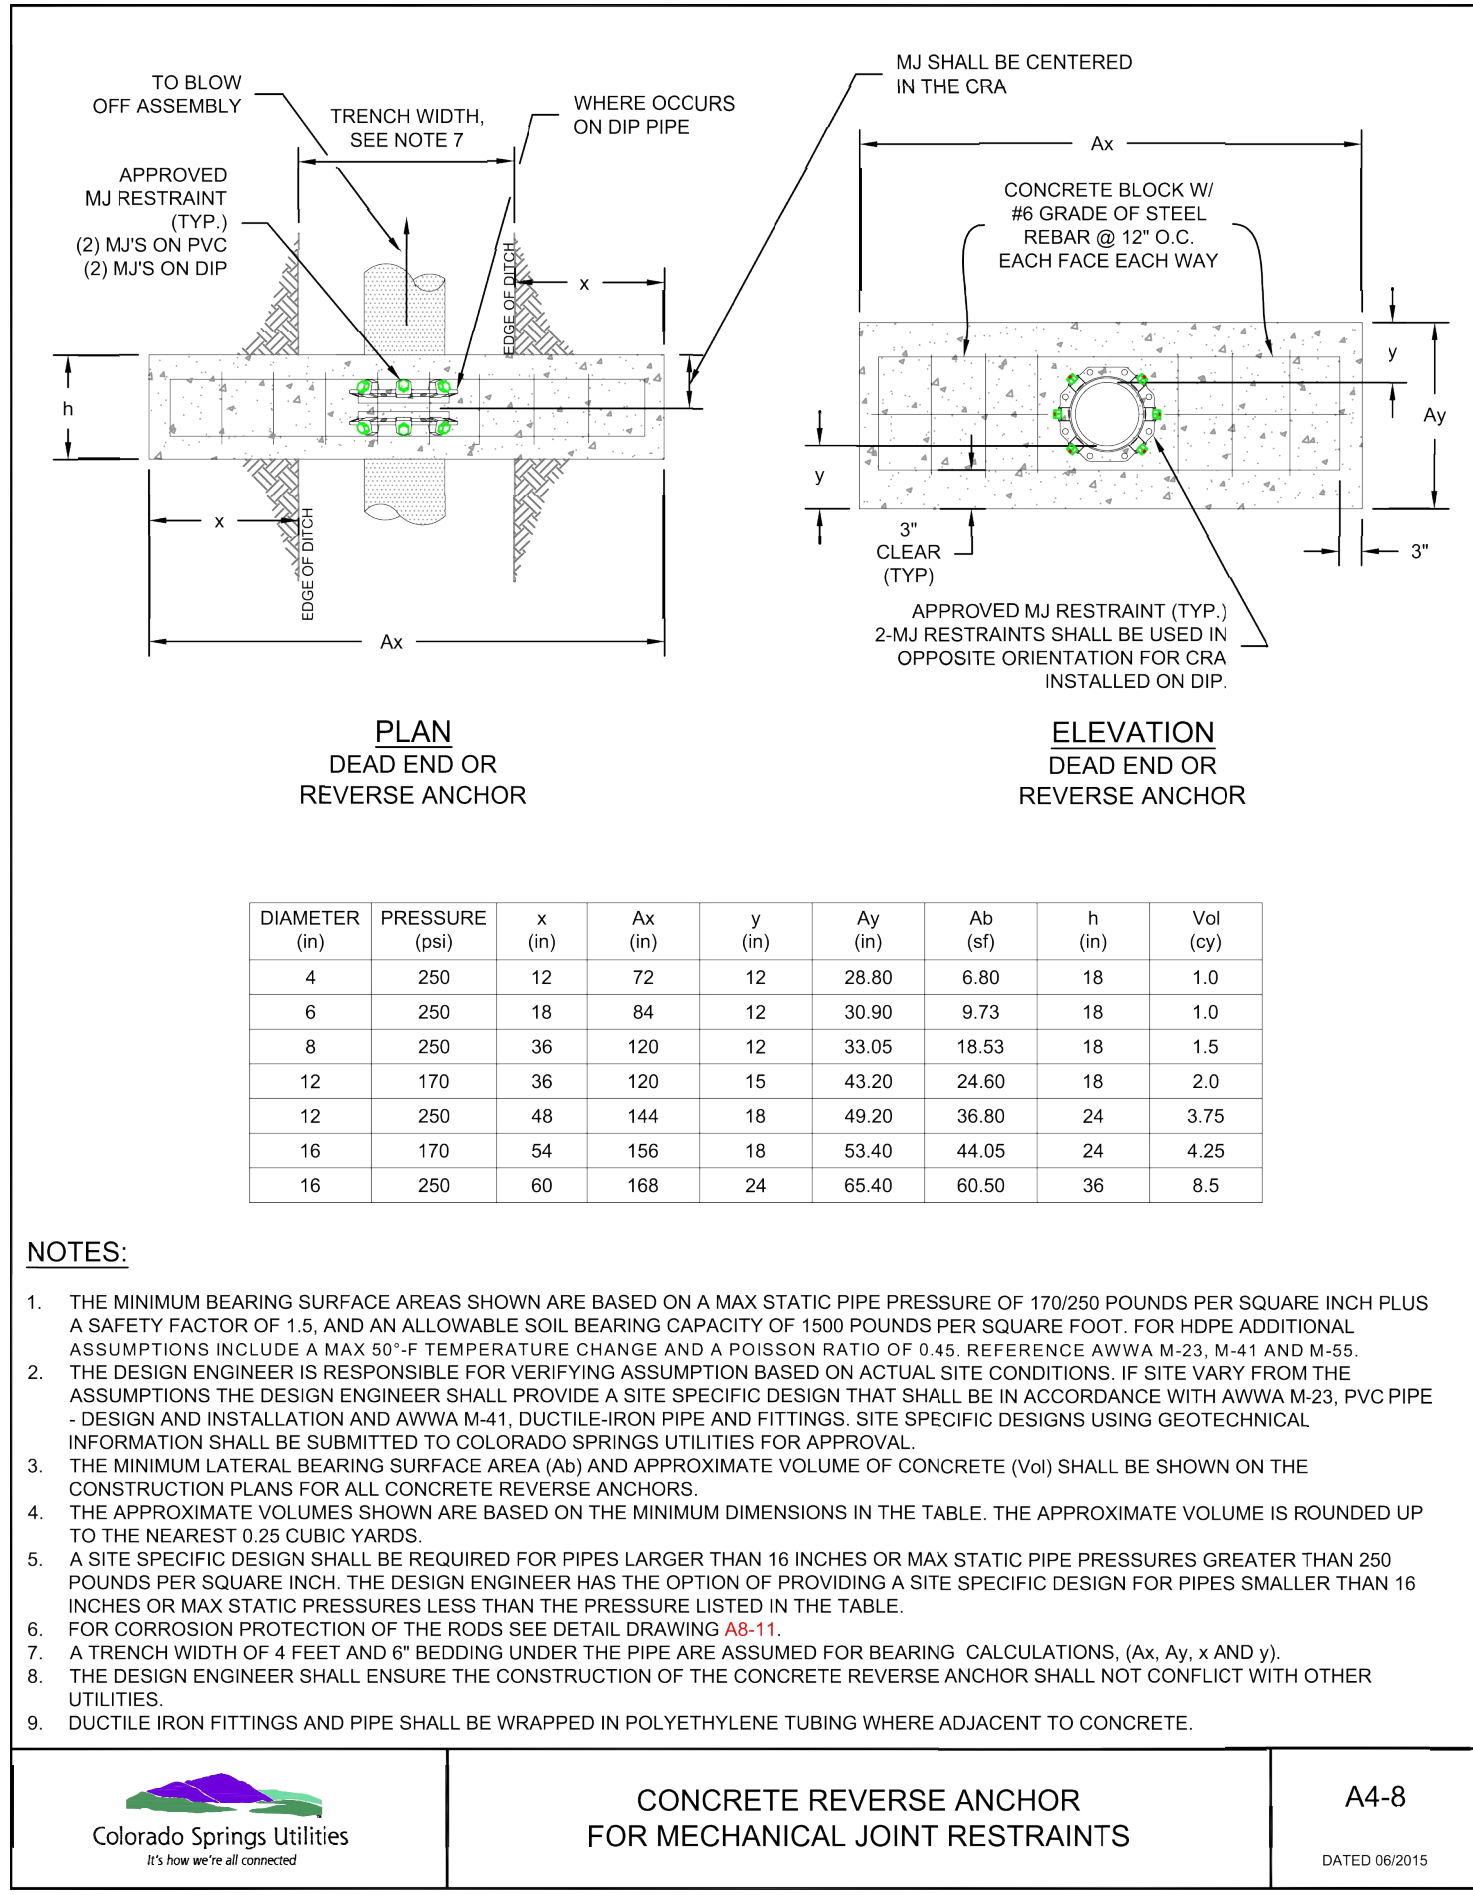 TO BLOW
OFF ASSEMBLY
TRENCH WIDTH,
SEE NOTE 7
WHERE OCCURS
ON DIP PIPE
MJ SHALL BE CENTERED
IN THE CRA
APPROVED
MJ RESTRAINT
(TYP.)
(2) MJ'S ON PVC
(2) MJ'S ON DIP
EDGE OF DITCH
x
h
x
EDGE OF DITCH
Ax
Ax
CONCRETE BLOCK W/
#6 GRADE OF STEEL
REBAR @ 12" O.C.
EACH FACE EACH WAY
y
Ay
y
3"
CLEAR
(TYP)
3"
APPROVED MJ RESTRAINT (TYP.)
2-MJ RESTRAINTS SHALL BE USED IN
OPPOSITE ORIENTATION FOR CRA
INSTALLED ON DIP.
PLAN
DEAD END OR
REVERSE ANCHOR
ELEVATION
DEAD END OR
REVERSE ANCHOR
DIAMETER PRESSURE x Ax y Ay Ab h Vol
(in) (psi) (in) (in) (in) (in) (sf) (in) (cy)
4 250 12 72 12 28.80 6.80 18 1.0
6 250 18 84 12 30.90 9.73 18 1.0
8 250 36 120 12 33.05 18.53 18 1.5
12 170 36 120 15 43.20 24.60 18 2.0
12 250 48 144 18 49.20 36.80 24 3.75
16 170 54 156 18 53.40 44.05 24 4.25
16 250 60 168 24 65.40 60.50 36 8.5
NOTES:
1. THE MINIMUM BEARING SURFACE AREAS SHOWN ARE BASED ON A MAX STATIC PIPE PRESSURE OF 170/250 POUNDS PER SQUARE INCH PLUS
A SAFETY FACTOR OF 1.5, AND AN ALLOWABLE SOIL BEARING CAPACITY OF 1500 POUNDS PER SQUARE FOOT. FOR HDPE ADDITIONAL
ASSUMPTIONS INCLUDE A MAX 50°-F TEMPERATURE CHANGE AND A POISSON RATIO OF 0.45. REFERENCE AWWA M-23, M-41 AND M-55.
2. THE DESIGN ENGINEER IS RESPONSIBLE FOR VERIFYING ASSUMPTION BASED ON ACTUAL SITE CONDITIONS. IF SITE VARY FROM THE
ASSUMPTIONS THE DESIGN ENGINEER SHALL PROVIDE A SITE SPECIFIC DESIGN THAT SHALL BE IN ACCORDANCE WITH AWWA M-23, PVC PIPE
- DESIGN AND INSTALLATION AND AWWA M-41, DUCTILE-IRON PIPE AND FITTINGS. SITE SPECIFIC DESIGNS USING GEOTECHNICAL
INFORMATION SHALL BE SUBMITTED TO COLORADO SPRINGS UTILITIES FOR APPROVAL.
3. THE MINIMUM LATERAL BEARING SURFACE AREA (Ab) AND APPROXIMATE VOLUME OF CONCRETE (Vol) SHALL BE SHOWN ON THE
CONSTRUCTION PLANS FOR ALL CONCRETE REVERSE ANCHORS.
4. THE APPROXIMATE VOLUMES SHOWN ARE BASED ON THE MINIMUM DIMENSIONS IN THE TABLE. THE APPROXIMATE VOLUME IS ROUNDED UP
TO THE NEAREST 0.25 CUBIC YARDS.
5. A SITE SPECIFIC DESIGN SHALL BE REQUIRED FOR PIPES LARGER THAN 16 INCHES OR MAX STATIC PIPE PRESSURES GREATER THAN 250
POUNDS PER SQUARE INCH. THE DESIGN ENGINEER HAS THE OPTION OF PROVIDING A SITE SPECIFIC DESIGN FOR PIPES SMALLER THAN 16
INCHES OR MAX STATIC PRESSURES LESS THAN THE PRESSURE LISTED IN THE TABLE.
6. FOR CORROSION PROTECTION OF THE RODS SEE DETAIL DRAWING A8-11.
7. A TRENCH WIDTH OF 4 FEET AND 6" BEDDING UNDER THE PIPE ARE ASSUMED FOR BEARING CALCULATIONS, (Ax, Ay, x AND y).
8. THE DESIGN ENGINEER SHALL ENSURE THE CONSTRUCTION OF THE CONCRETE REVERSE ANCHOR SHALL NOT CONFLICT WITH OTHER
UTILITIES.
9. DUCTILE IRON FITTINGS AND PIPE SHALL BE WRAPPED IN POLYETHYLENE TUBING WHERE ADJACENT TO CONCRETE.
Colorado Springs Utilities
It's how we're all connected
CONCRETE REVERSE ANCHOR
FOR MECHANICAL JOINT RESTRAINTS
A4-8
DATED 06/2015